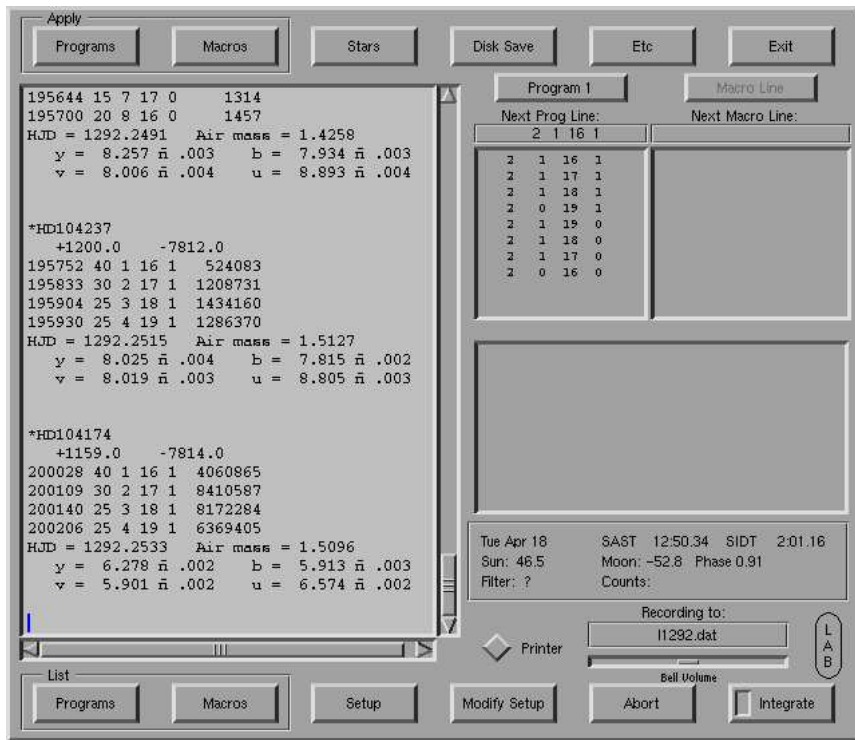 Apply
Programs Macros Stars Disk Save Etc Exit
195644 15 7 17 0 1314
195700 20 8 16 0 1457
HJD = 1292.2491 Air mass = 1.4258
y = 8.257 ñ .003 b = 7.934 ñ .003
v = 8.006 ñ .004 u = 8.893 ñ .004
*HD104237
+1200.0 -7812.0
195752 40 1 16 1 524083
195833 30 2 17 1 1208731
195904 25 3 18 1 1434160
195930 25 4 19 1 1286370
HJD = 1292.2515 Air mass = 1.5127
y = 8.025 ñ .004 b = 7.815 ñ .002
v = 8.019 ñ .003 u = 8.805 ñ .003
*HD104174
+1159.0 -7814.0
200028 40 1 16 1 4060865
200109 30 2 17 1 8410587
200140 25 3 18 1 8172284
200206 25 4 19 1 6369405
HJD = 1292.2533 Air mass = 1.5096
y = 6.278 ñ .002 b = 5.913 ñ .003
v = 5.901 ñ .002 u = 6.574 ñ .002
Program 1 Macro Line
Next Prog Line: Next Macro Line:
2 1 16 1
2 1 16 1
2 1 17 1
2 1 18 1
2 0 19 1
2 1 19 0
2 1 18 0
2 1 17 0
2 0 16 0
Tue Apr 18 SAST 12:50.34 SIDT 2:01.16
Sun: 46.5 Moon: -52.8 Phase 0.91
Filter: ? Counts:
Recording to:
l1292.dat
Printer
Bell Volume
LAB
List
Programs Macros Setup Modify Setup Abort Integrate